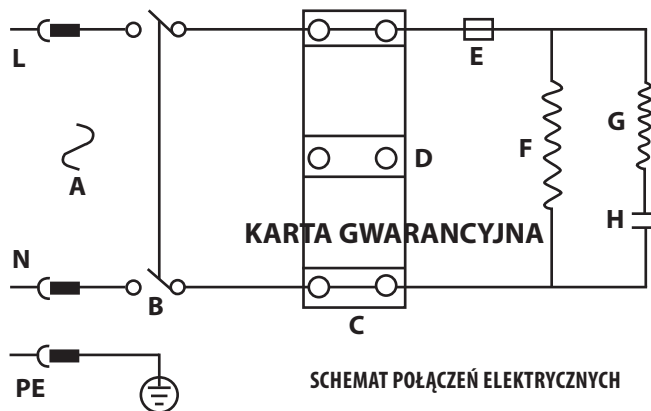 L
E
A
F
G
D
H
KARTA GWARANCYJNA
N
B
C
PE
SCHEMAT POŁĄCZEŃ ELEKTRYCZNYCH